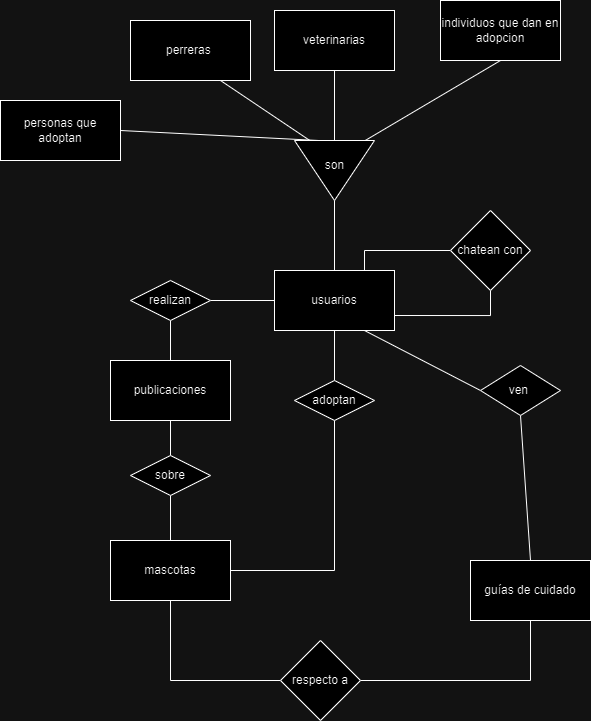 individuos que dan en
adopcion
veterinarias
perreras
personas que
adoptan
son
chatean con
realizan
usuarios
publicaciones
adoptan
ven
sobre
mascotas
guías de cuidado
respecto a